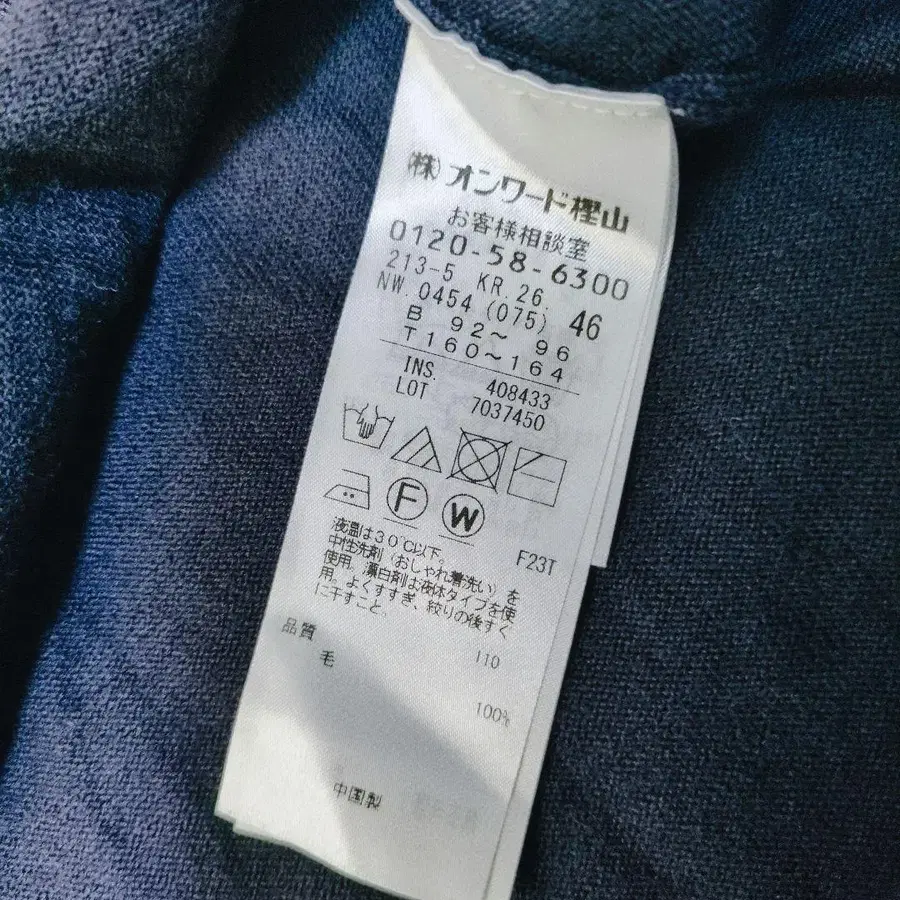 (株)オンワード樫山
お客様相談室
0120-58-6300
213-5 KR.26.
NW.0454(075) 46
B 92～ 96
T160～164
INS. 408433
LOT 7037450
F W
F23T
液温は30℃以下。
中性洗剤(おしゃれ着洗い)を
使用。漂白剤は液体タイプを使
用。よくすすぎ、絞りの後すぐ
に干すこと。
品質 110
毛 100%
中国製